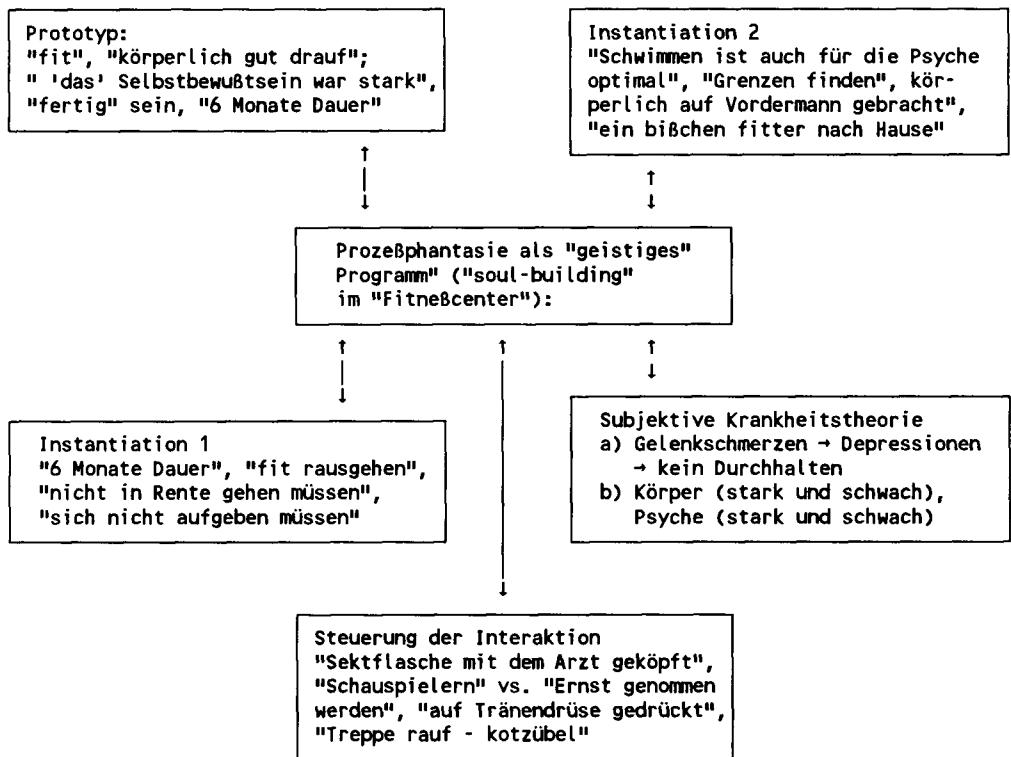 Prototyp:
"fit", "körperlich gut drauf";
" 'das' Selbstbewußtsein war stark",
"fertig" sein, "6 Monate Dauer"
Instantiation 2
"Schwimmen ist auch für die Psyche
optimal", "Grenzen finden", kör-
perlich auf Vordermann gebracht",
"ein bißchen fitter nach Hause"
↑
|
↓
↑
↓
Prozeßphantasie als "geistiges"
Programm" ("soul-building"
im "Fitneßcenter"):
↑
|
↓
↑
|
↓
↑
↓
Instantiation 1
"6 Monate Dauer", "fit rausgehen",
"nicht in Rente gehen müssen",
"sich nicht aufgeben müssen"
Subjektive Krankheitstheorie
a) Gelenkschmerzen → Depressionen
→ kein Durchhalten
b) Körper (stark und schwach),
Psyche (stark und schwach)
Steuerung der Interaktion
"Sektflasche mit dem Arzt geköpft",
"Schauspielern" vs. "Ernst genommen
werden", "auf Tränendrüse gedrückt",
"Treppe rauf - kotzübel"